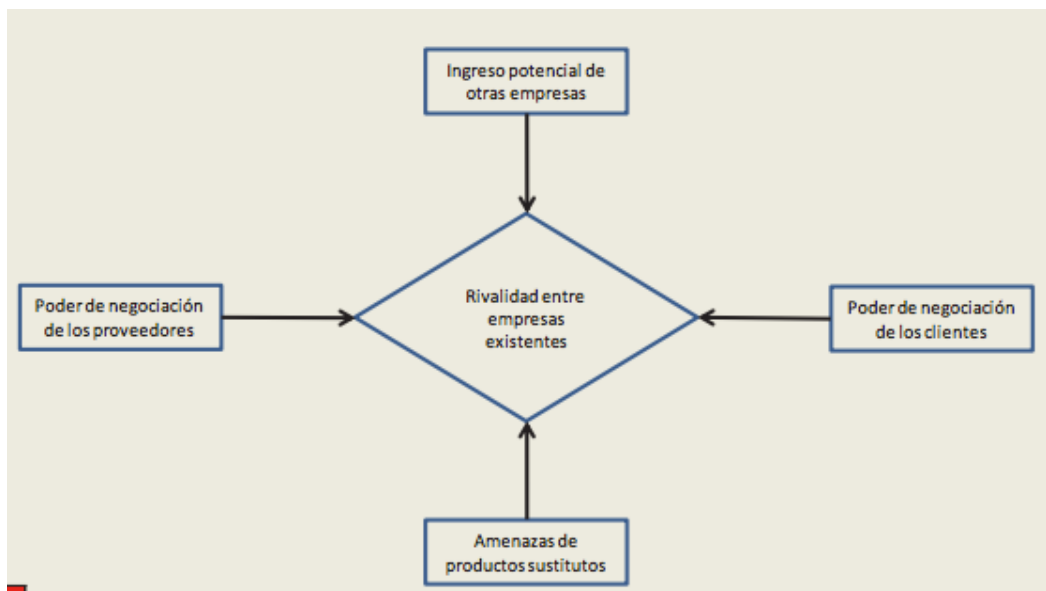 Ingreso potencial de
otras empresas
Poder de negociación
de los proveedores
Rivalidad entre
empresas
existentes
Poder de negociación
de los clientes
Amenazas de
productos sustitutos